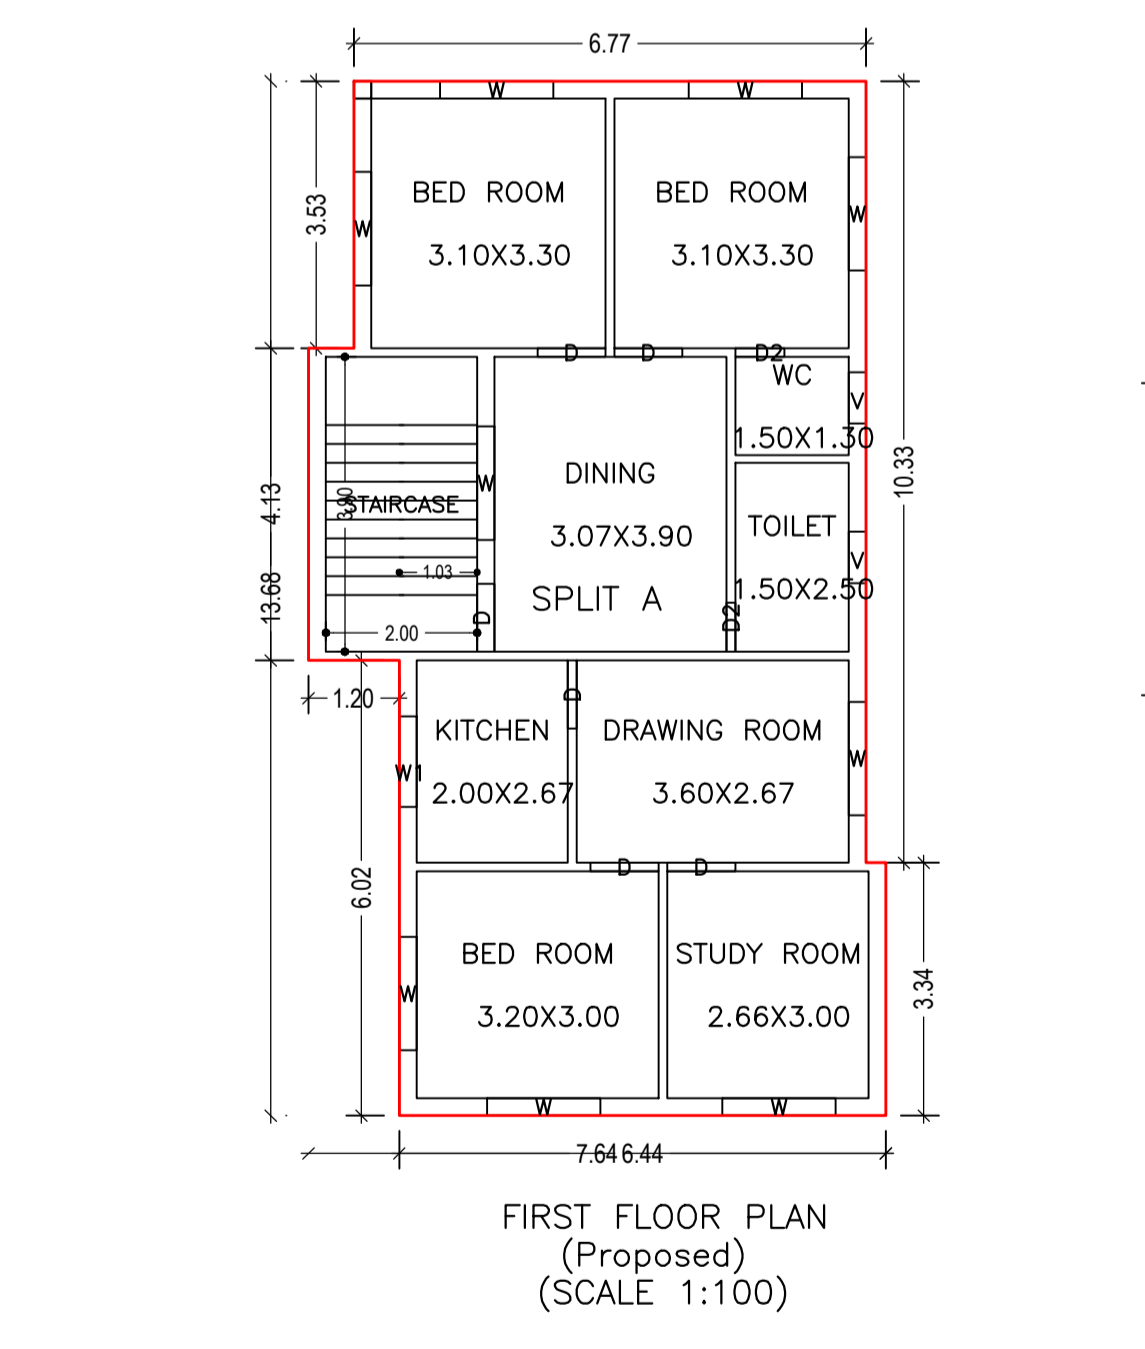 6.77
W
W
BED ROOM
3.10X3.30
BED ROOM
3.10X3.30
3.53
W
W
D
D
D2
WC
1.50X1.30
V
DINING
3.07X3.90
SPLIT A
W
STAIRCASE
3.90
4.13
13.68
10.33
TOILET
1.50X2.50
V
1.03
2.00
D
D2
1.20
D
KITCHEN
2.00X2.67
W1
DRAWING ROOM
3.60X2.67
W
D
D
6.02
BED ROOM
3.20X3.00
W
STUDY ROOM
2.66X3.00
3.34
W
W
7.64
6.44
FIRST FLOOR PLAN
(Proposed)
(SCALE 1:100)